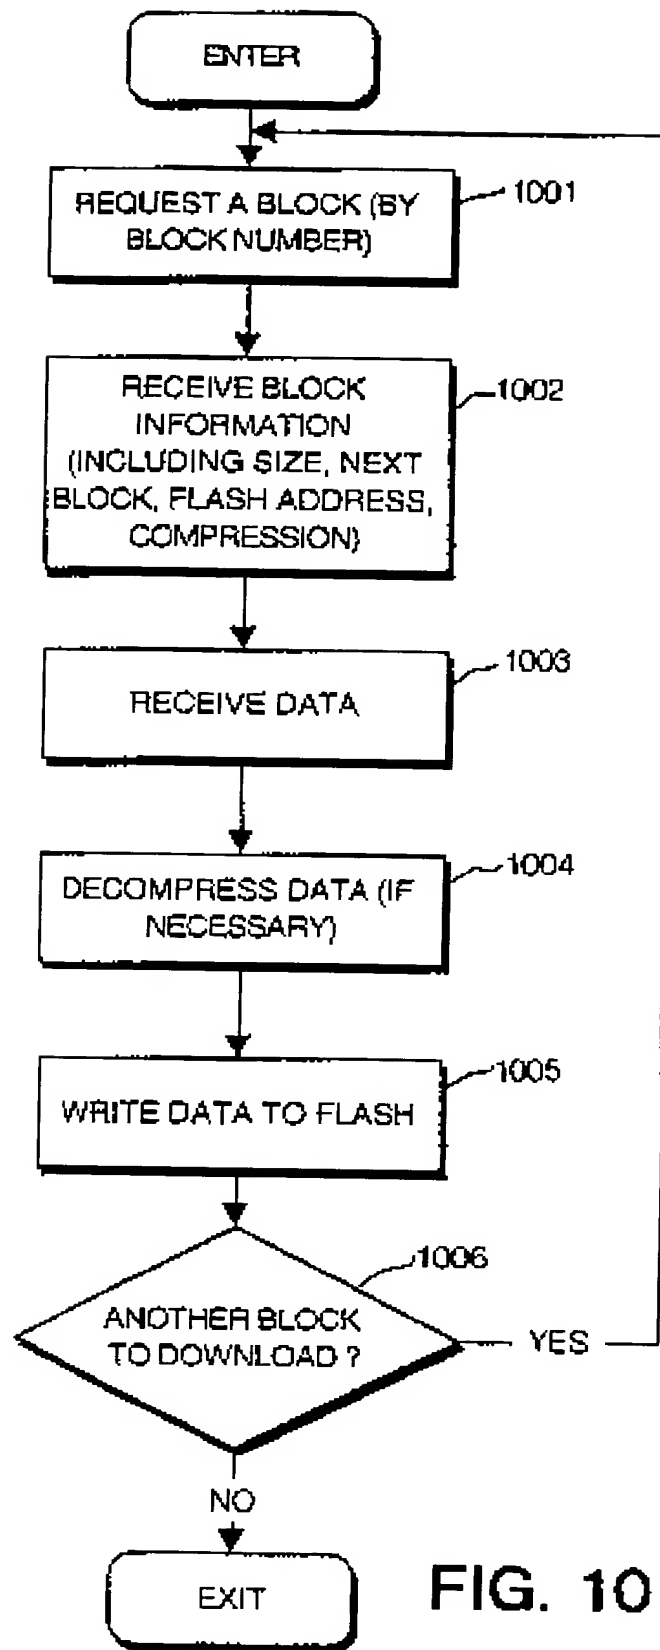 ENTER
REQUEST A BLOCK (BY
BLOCK NUMBER)
1001
RECEIVE BLOCK
INFORMATION
(INCLUDING SIZE, NEXT
BLOCK, FLASH ADDRESS,
COMPRESSION)
1002
RECEIVE DATA
1003
DECOMPRESS DATA (IF
NECESSARY)
1004
WRITE DATA TO FLASH
1005
ANOTHER BLOCK
TO DOWNLOAD ?
1006
YES
NO
EXIT
FIG. 10